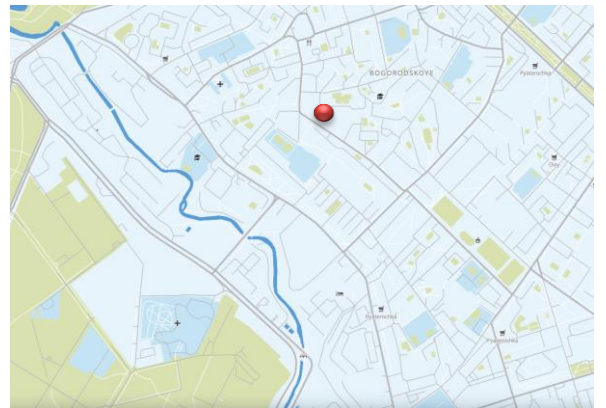 BOGORODSKOYE
Pyaterochka
Dixy
Pyaterochka
Pyaterochka